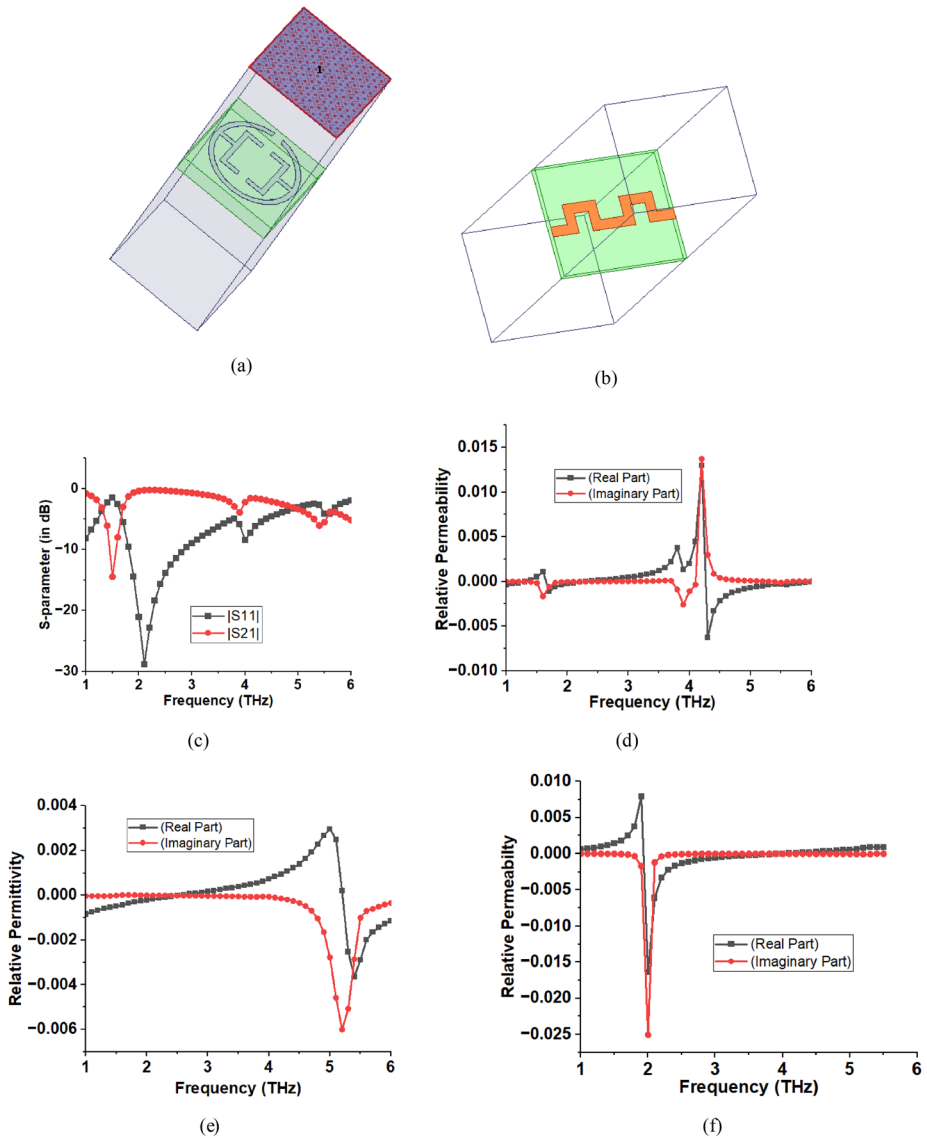 1
(a)
(b)
S-parameter (in dB)
0
−10
−20
−30
|S11|
|S21|
1 2 3 4 5 6
Frequency (THz)
(c)
Relative Permeability
0.015
0.010
0.005
0.000
−0.005
−0.010
(Real Part)
(Imaginary Part)
1 2 3 4 5 6
Frequency (THz)
(d)
Relative Permittivity
0.004
0.002
0.000
−0.002
−0.004
−0.006
(Real Part)
(Imaginary Part)
1 2 3 4 5 6
Frequency (THz)
(e)
Relative Permeability
0.010
0.005
0.000
−0.005
−0.010
−0.015
−0.020
−0.025
(Real Part)
(Imaginary Part)
1 2 3 4 5 6
Frequency (THz)
(f)